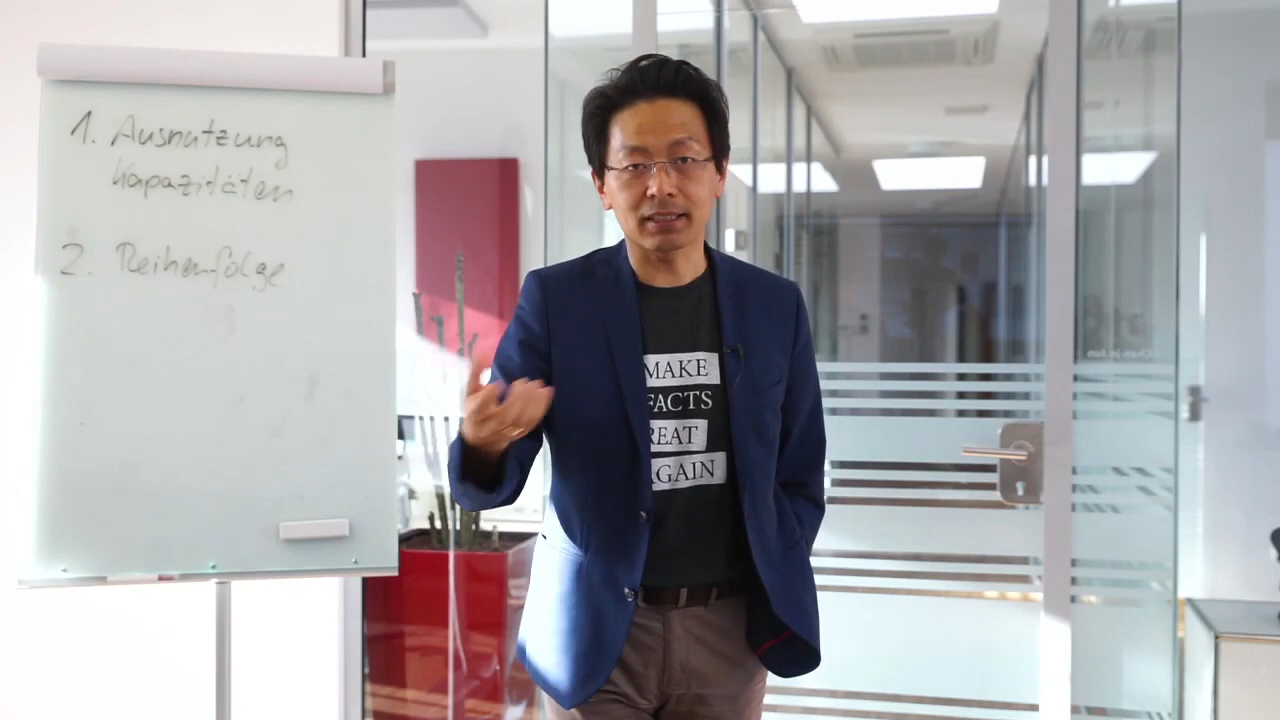 1. Ausnutzung
Kapazitäten
2. Reihenfolge
MAKE
FACTS
REAT
AGAIN